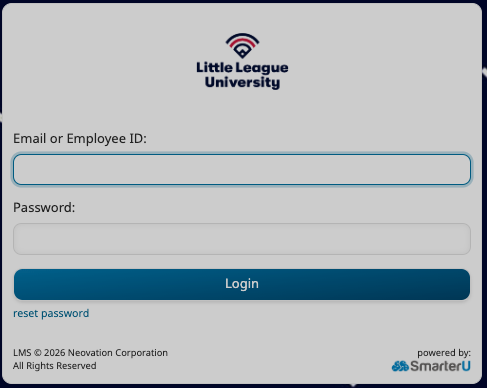 Little League
University
Email or Employee ID:
Password:
Login
reset password
LMS © 2026 Neovation Corporation
All Rights Reserved
powered by:
SmarterU